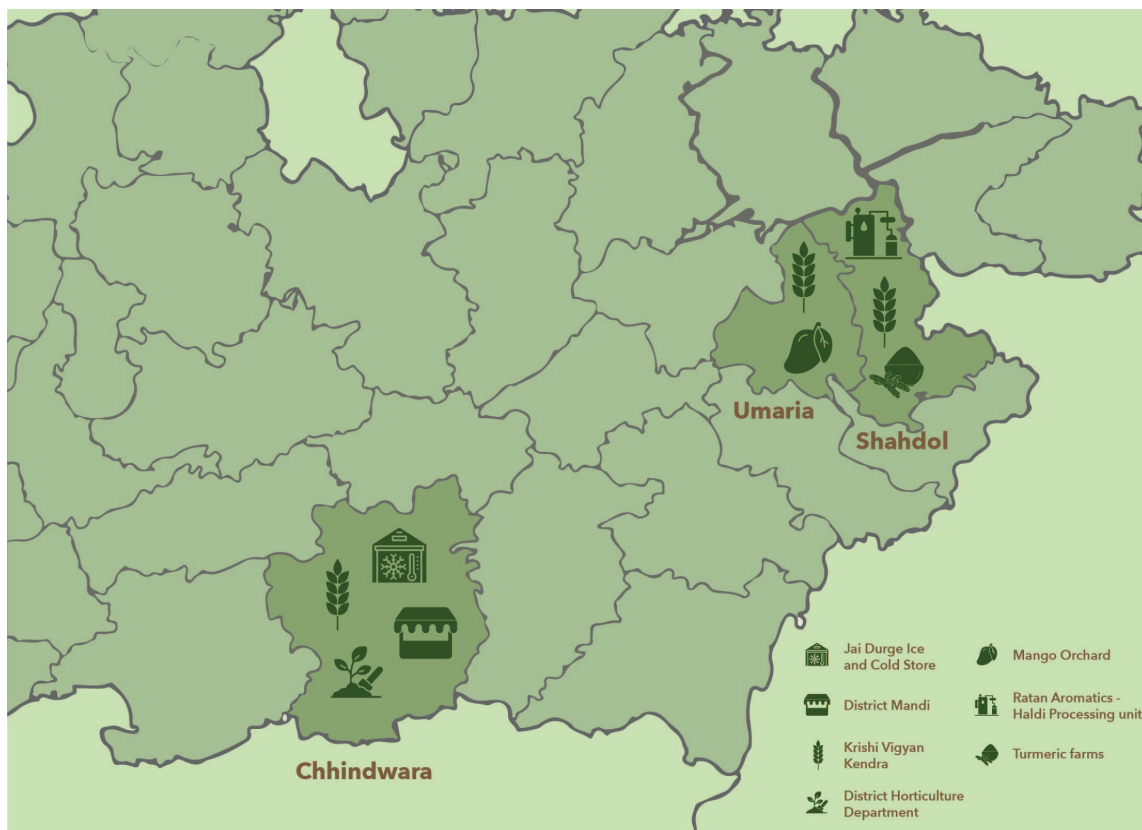 Umaria
Shahdol
Chhindwara
Jai Durge Ice
and Cold Store
District Mandi
Krishi Vigyan
Kendra
District Horticulture
Department
Mango Orchard
Ratan Aromatics -
Haldi Processing unit
Turmeric farms